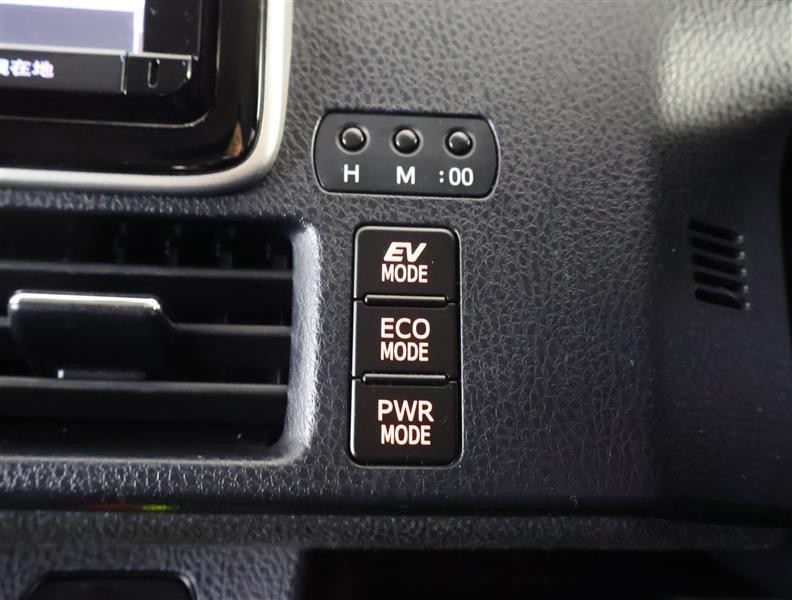 現在地
H M :00
EV
MODE
ECO
MODE
PWR
MODE